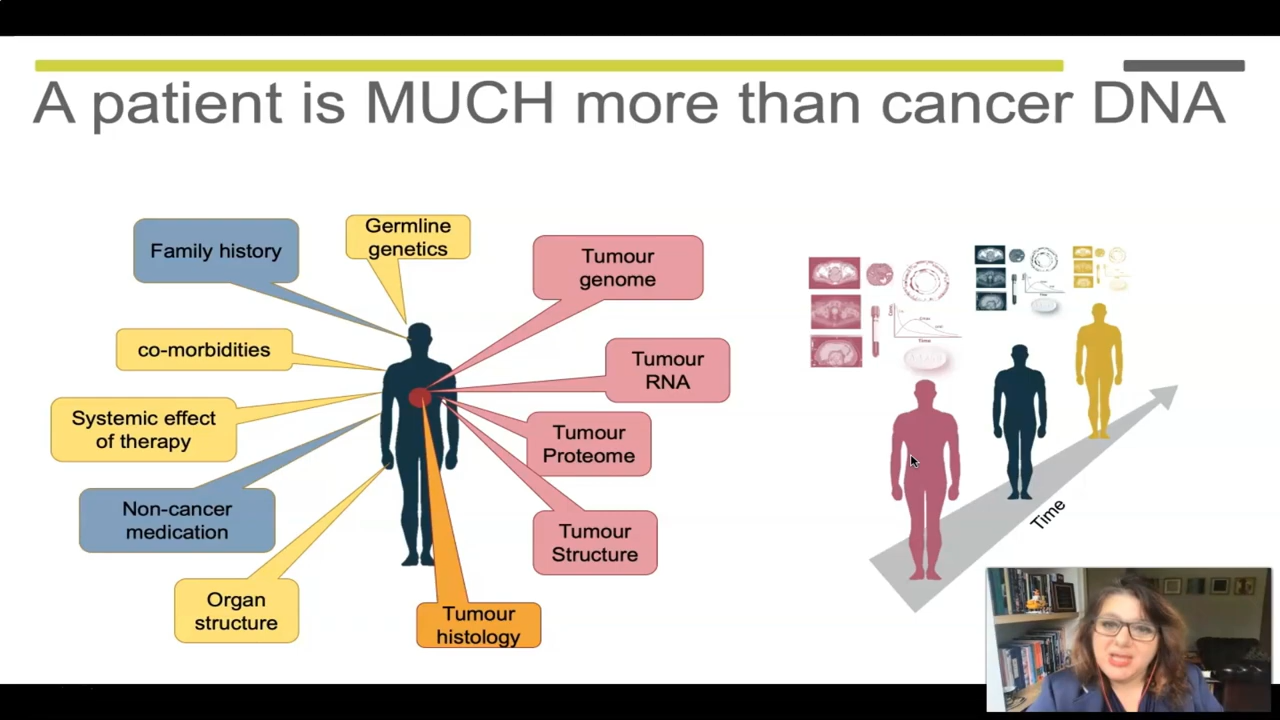 A patient is MUCH more than cancer DNA
Family history
Germline
genetics
Tumour
genome
co-morbidities
Tumour
RNA
Systemic effect
of therapy
Tumour
Proteome
Non-cancer
medication
Tumour
Structure
Organ
structure
Tumour
histology
Time
Time